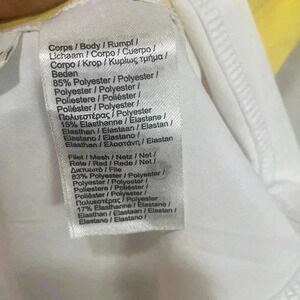 Corps / Body / Rumpf /
Lichaam / Corpo / Cuerpo /
Corpo / Krop / Κυρίως τμήμα /
Beden
85% Polyester / Polyester /
Polyester / Polyester /
Poliestere / Poliéster /
Poliéster / Polyester /
Πολυεστέρας / Polyester
15% Elasthanne / Elastane /
Elasthan / Elastaan / Elastan /
Elastano / Elastano /
Elasthan / Ελαστάνη / Elastan
Filet / Mesh / Netz / Net /
Rete / Red / Rede / Net /
Δικτυωτό / File
83% Polyester / Polyester /
Polyester / Polyester /
Poliestere / Poliéster /
Poliéster / Polyester /
Πολυεστέρας / Polyester
17% Elasthanne / Elastane /
Elasthan / Elastaan / Elastan /
Elastano / Elastano /